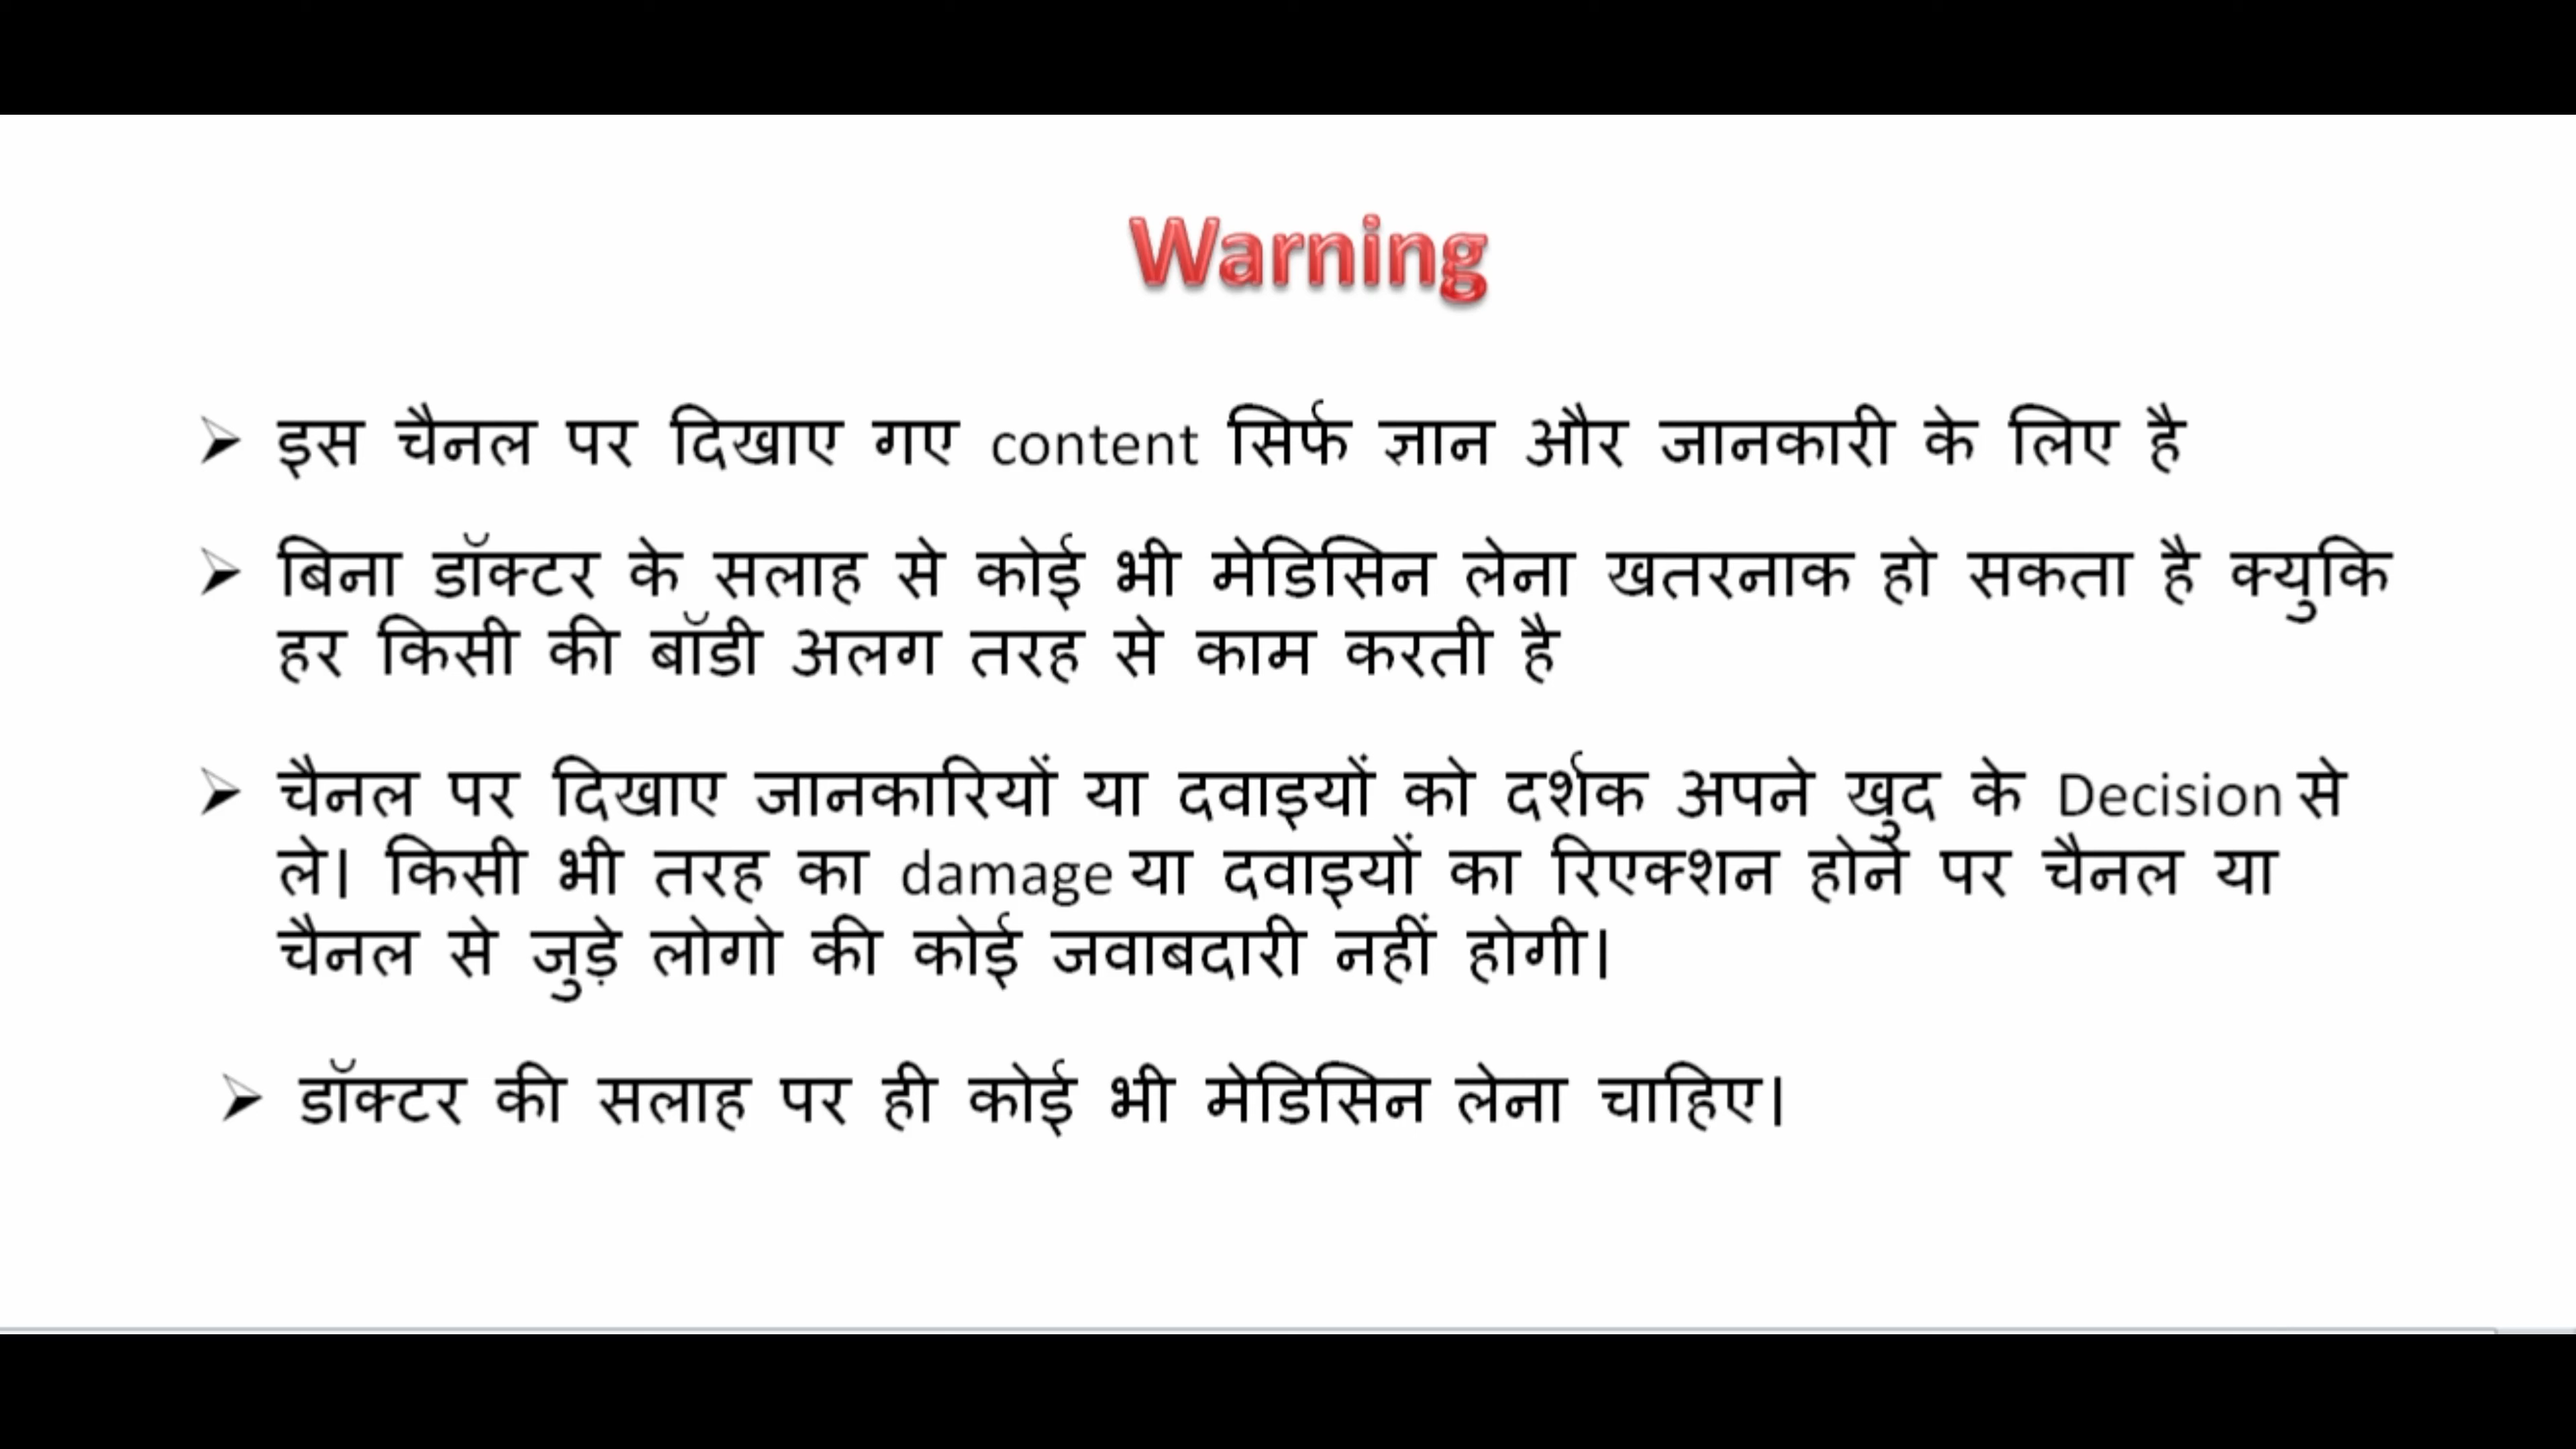 Warning
➢ इस चैनल पर दिखाए गए content सिर्फ ज्ञान और जानकारी के लिए है
➢ बिना डॉक्टर के सलाह से कोई भी मेडिसिन लेना खतरनाक हो सकता है क्युकि
हर किसी की बॉडी अलग तरह से काम करती है
➢ चैनल पर दिखाए जानकारियों या दवाइयों को दर्शक अपने खुद के Decision से
ले। किसी भी तरह का damage या दवाइयों का रिएक्शन होने पर चैनल या
चैनल से जुड़े लोगो की कोई जवाबदारी नहीं होगी।
➢ डॉक्टर की सलाह पर ही कोई भी मेडिसिन लेना चाहिए।